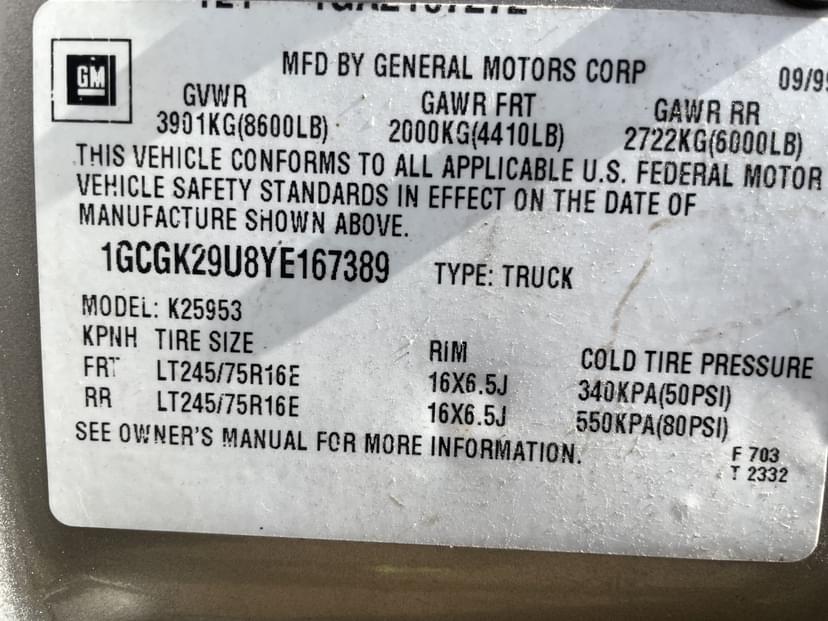 GM
MFD BY GENERAL MOTORS CORP
GVWR GAWR FRT GAWR RR
3901KG(8600LB) 2000KG(4410LB) 2722KG(6000LB)
THIS VEHICLE CONFORMS TO ALL APPLICABLE U.S. FEDERAL MOTOR
VEHICLE SAFETY STANDARDS IN EFFECT ON THE DATE OF
MANUFACTURE SHOWN ABOVE.
1GCGK29U8YE167389 TYPE: TRUCK
MODEL: K25953
KPNH TIRE SIZE RIM COLD TIRE PRESSURE
FRT LT245/75R16E 16X6.5J 340KPA(50PSI)
RR LT245/75R16E 16X6.5J 550KPA(80PSI)
SEE OWNER'S MANUAL FOR MORE INFORMATION.
F 703
T 2332